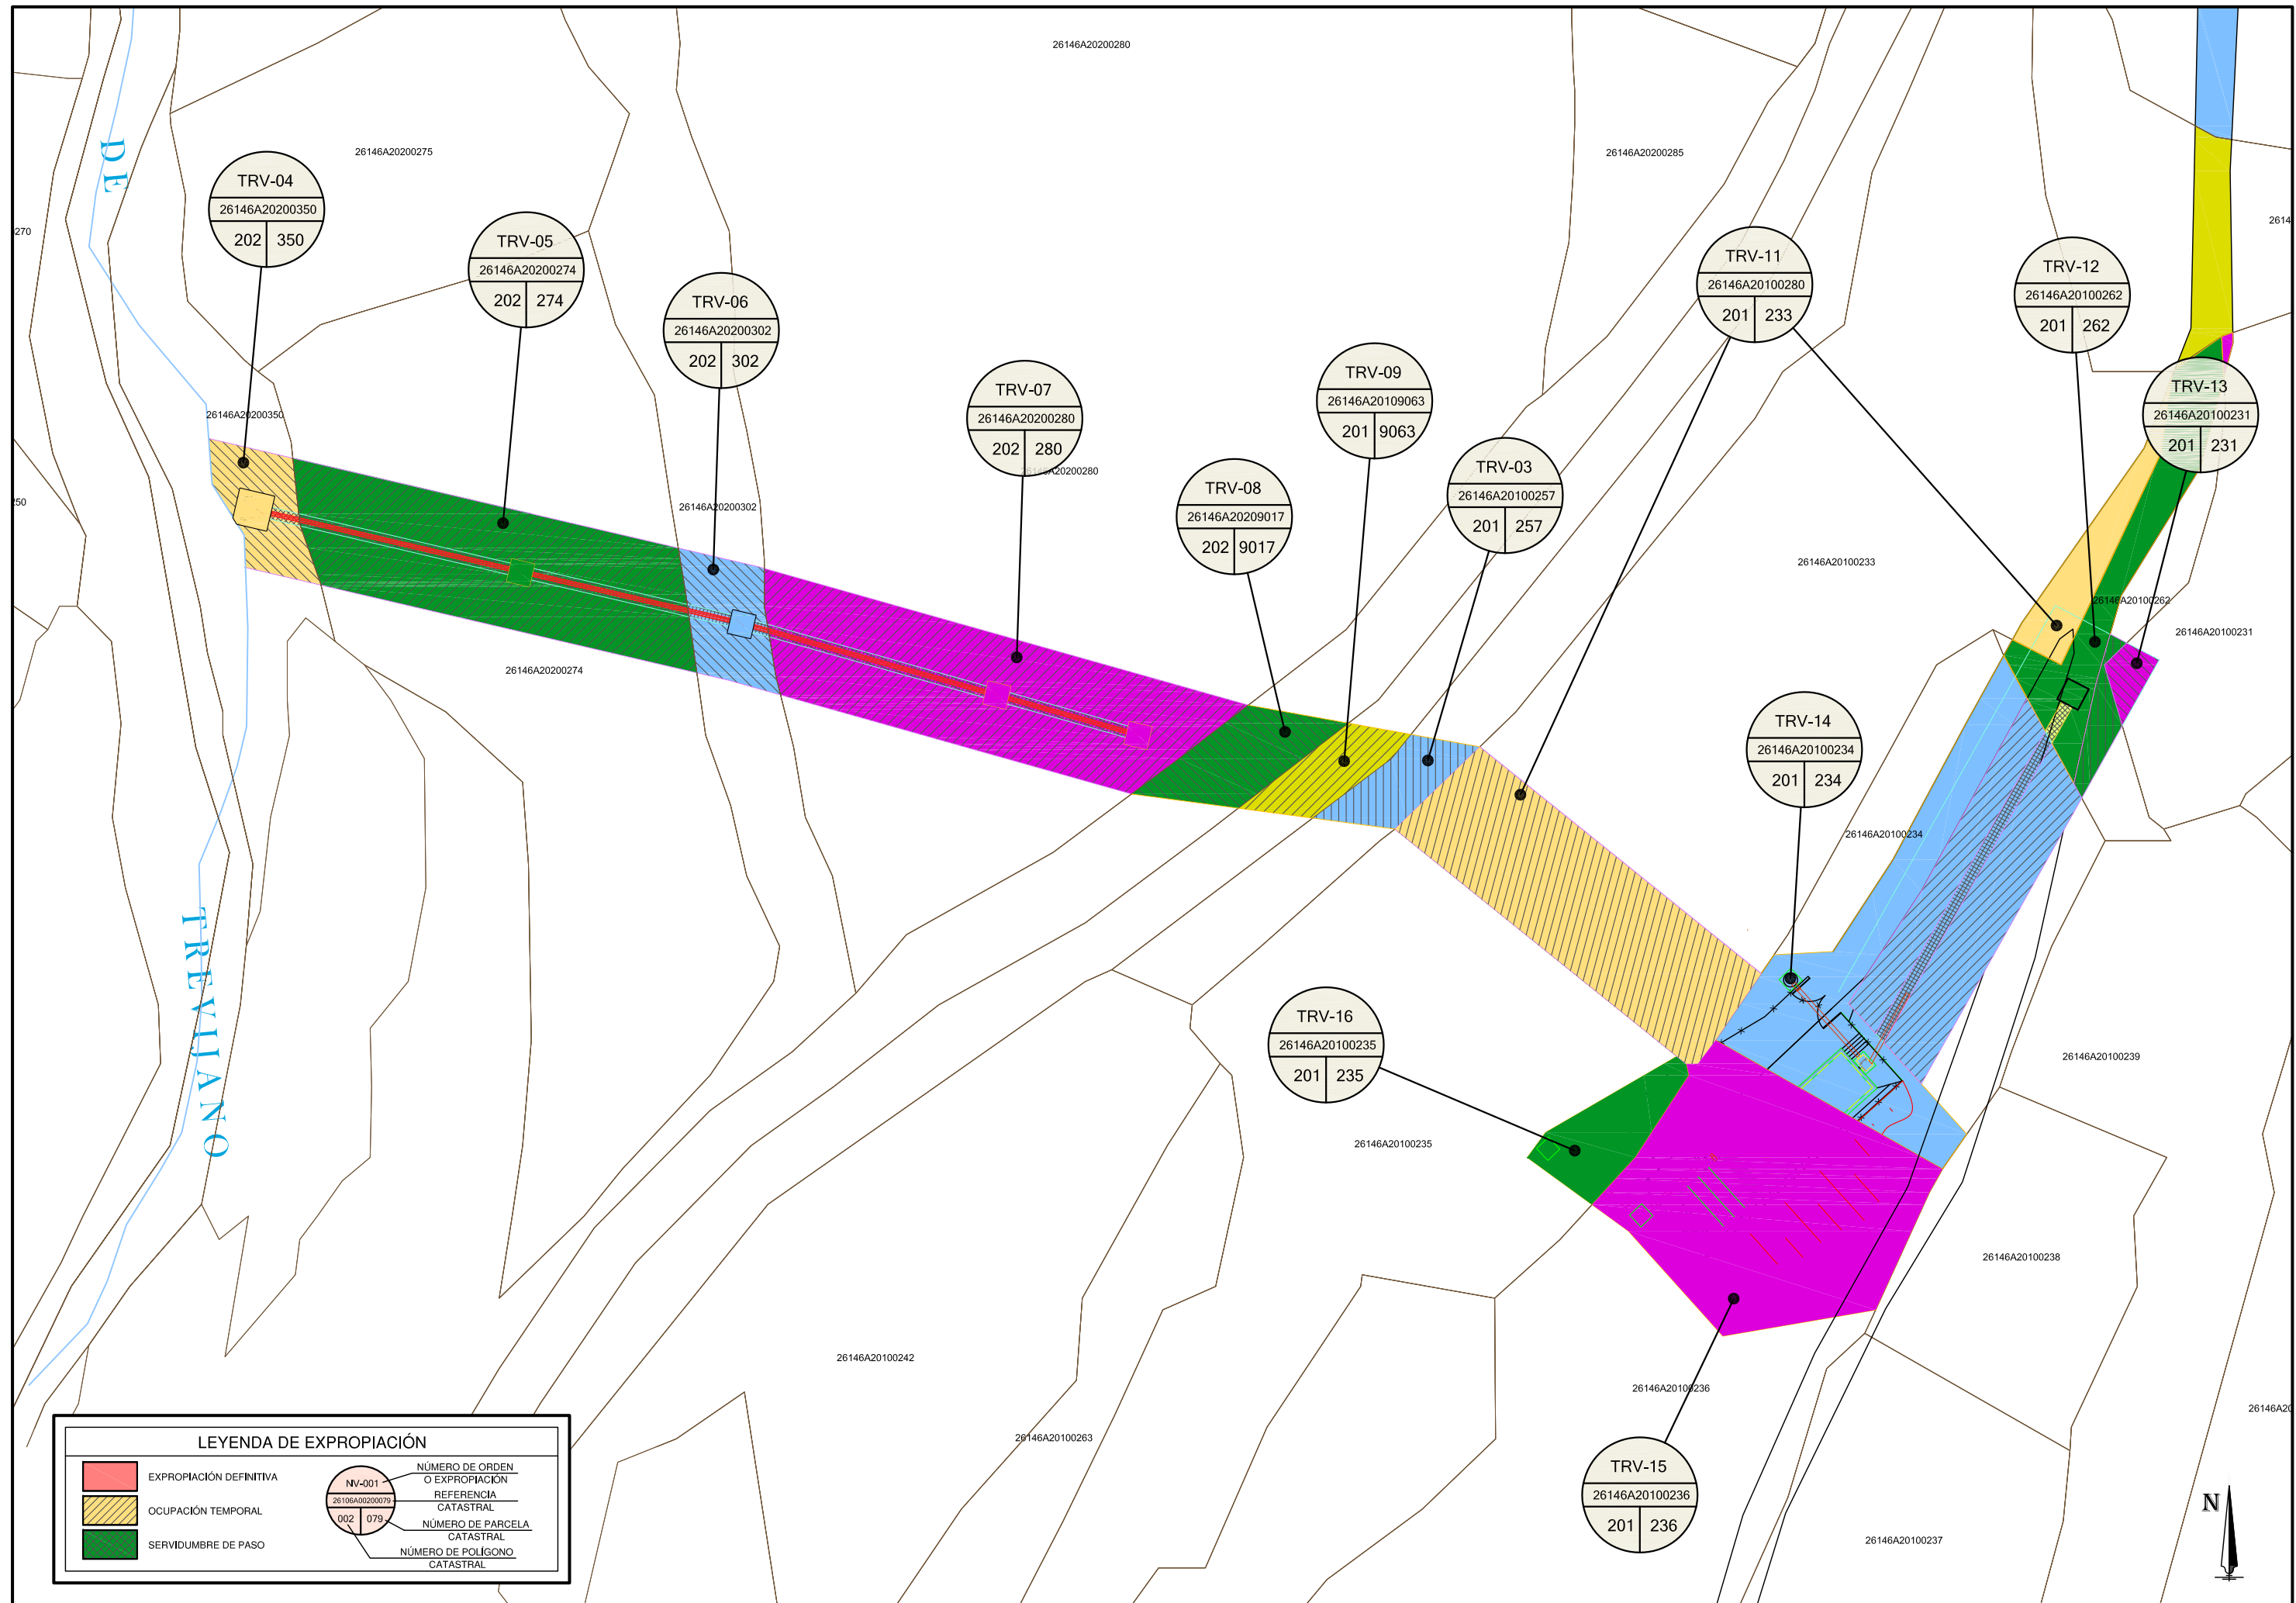 26146A20200280
26146A20200275
26146A20200285
DE
270
2614
TRV-04
26146A20200350
202 350
TRV-05
26146A20200274
202 274
TRV-06
26146A20200302
202 302
TRV-11
26146A20100280
201 233
TRV-12
26146A20100262
201 262
TRV-07
26146A20200280
202 280
TRV-09
26146A20109063
201 9063
TRV-13
26146A20100231
201 231
26146A20200350
TRV-08
26146A20209017
202 9017
TRV-03
26146A20100257
201 257
26146A20200280
26146A20200302
26146A20100233
26146A20100262
26146A20100231
26146A20200274
TRV-14
26146A20100234
201 234
26146A20100234
TREVIJANO
TRV-16
26146A20100235
201 235
26146A20100235
26146A20100239
26146A20100238
26146A20100242
26146A20100236
26146A20100263
26146A20
TRV-15
26146A20100236
201 236
26146A20100237
N
LEYENDA DE EXPROPIACIÓN
EXPROPIACIÓN DEFINITIVA
OCUPACIÓN TEMPORAL
SERVIDUMBRE DE PASO
NV-001
26106A00200079
002 079
NÚMERO DE ORDEN
O EXPROPIACIÓN
REFERENCIA
CATASTRAL
NÚMERO DE PARCELA
CATASTRAL
NÚMERO DE POLÍGONO
CATASTRAL